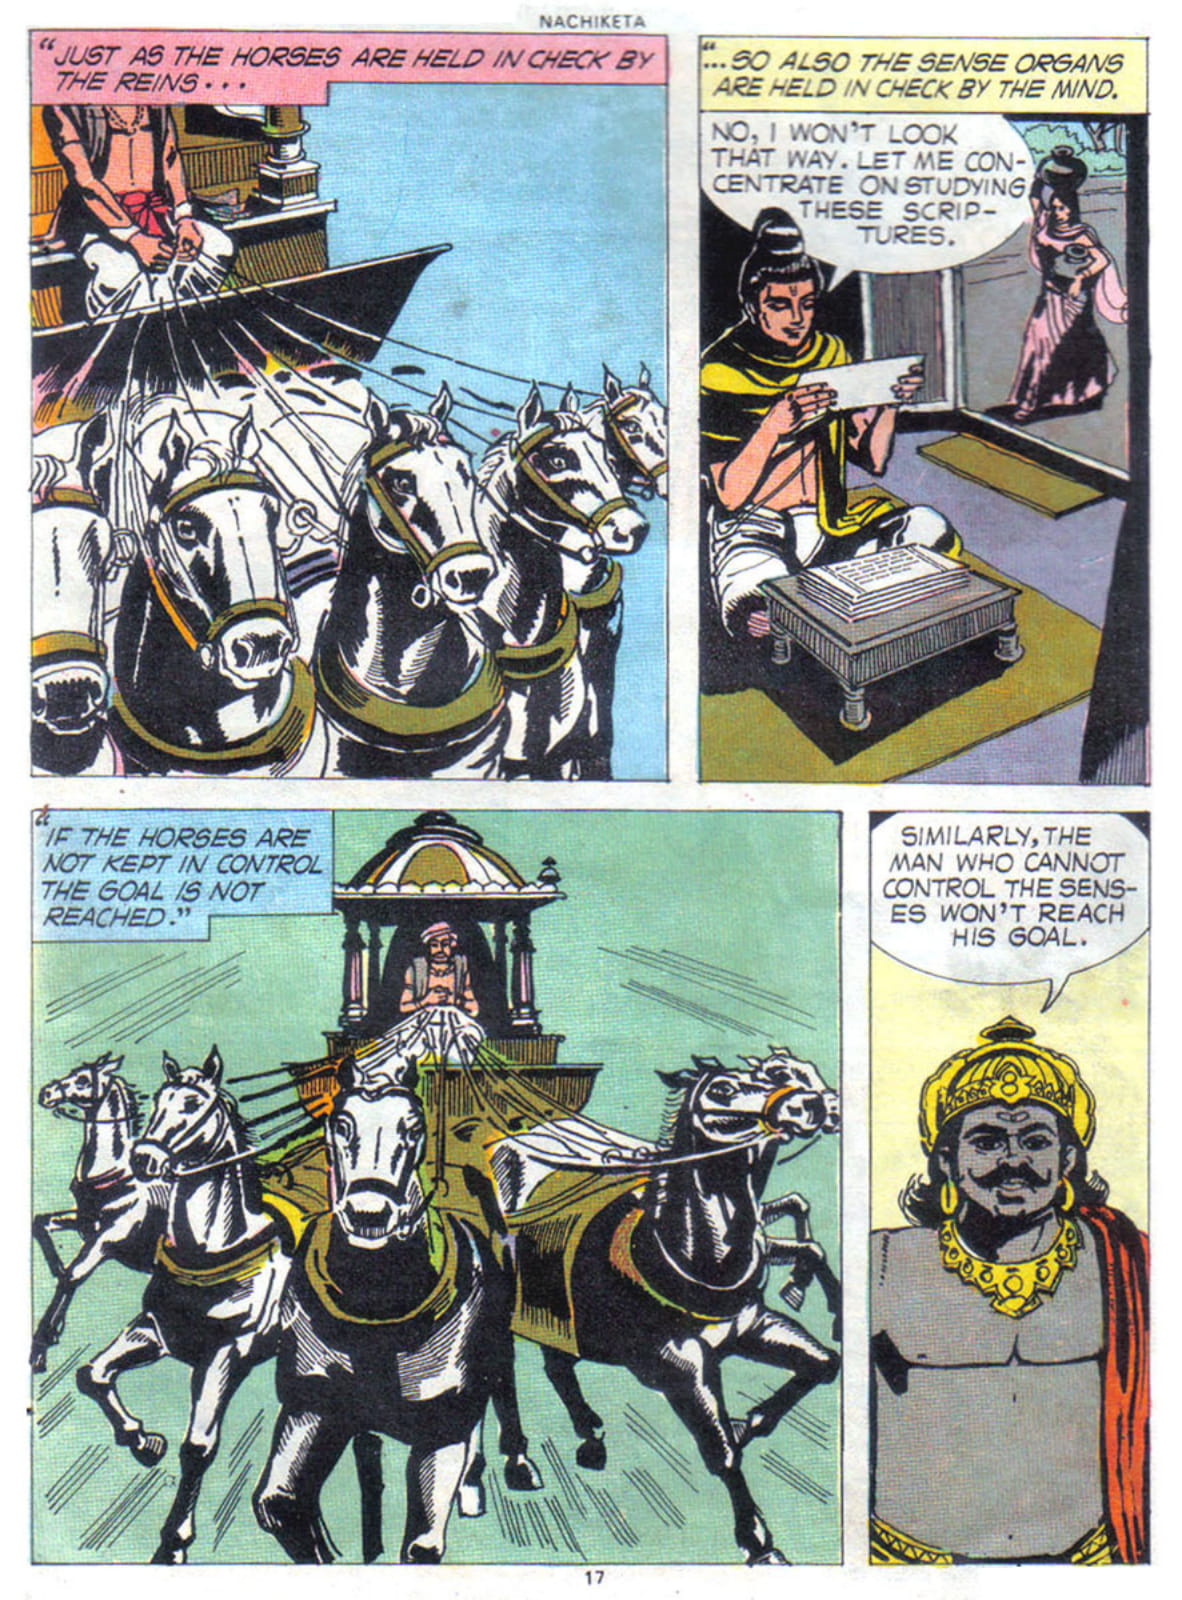 NACHIKETA
“JUST AS THE HORSES ARE HELD IN CHECK BY
THE REINS...
“...SO ALSO THE SENSE ORGANS
ARE HELD IN CHECK BY THE MIND.
NO, I WON'T LOOK
THAT WAY. LET ME CON-
CENTRATE ON STUDYING
THESE SCRIP-
TURES.
“IF THE HORSES ARE
NOT KEPT IN CONTROL
THE GOAL IS NOT
REACHED.”
SIMILARLY, THE
MAN WHO CANNOT
CONTROL THE SENS-
ES WON'T REACH
HIS GOAL.
17